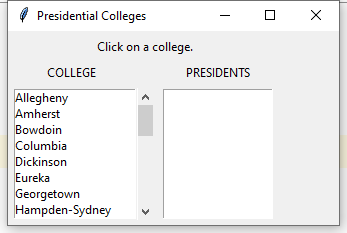 Presidential Colleges
Click on a college.
COLLEGE PRESIDENTS
Allegheny
Amherst
Bowdoin
Columbia
Dickinson
Eureka
Georgetown
Hampden-Sydney